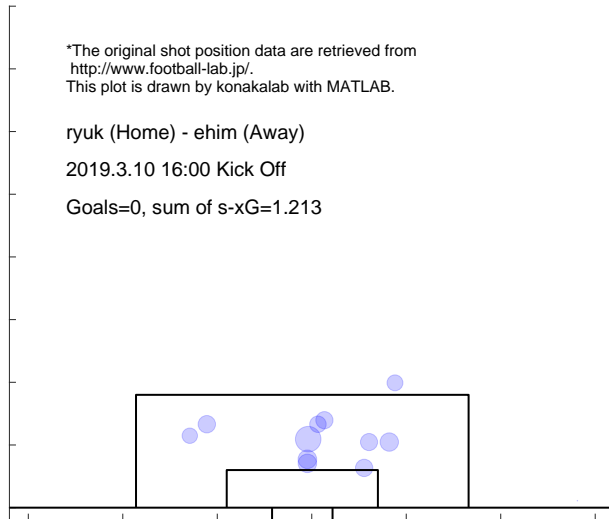 *The original shot position data are retrieved from
http://www.football-lab.jp/.
This plot is drawn by konakalab with MATLAB.
ryuk (Home) - ehim (Away)
2019.3.10 16:00 Kick Off
Goals=0, sum of s-xG=1.213